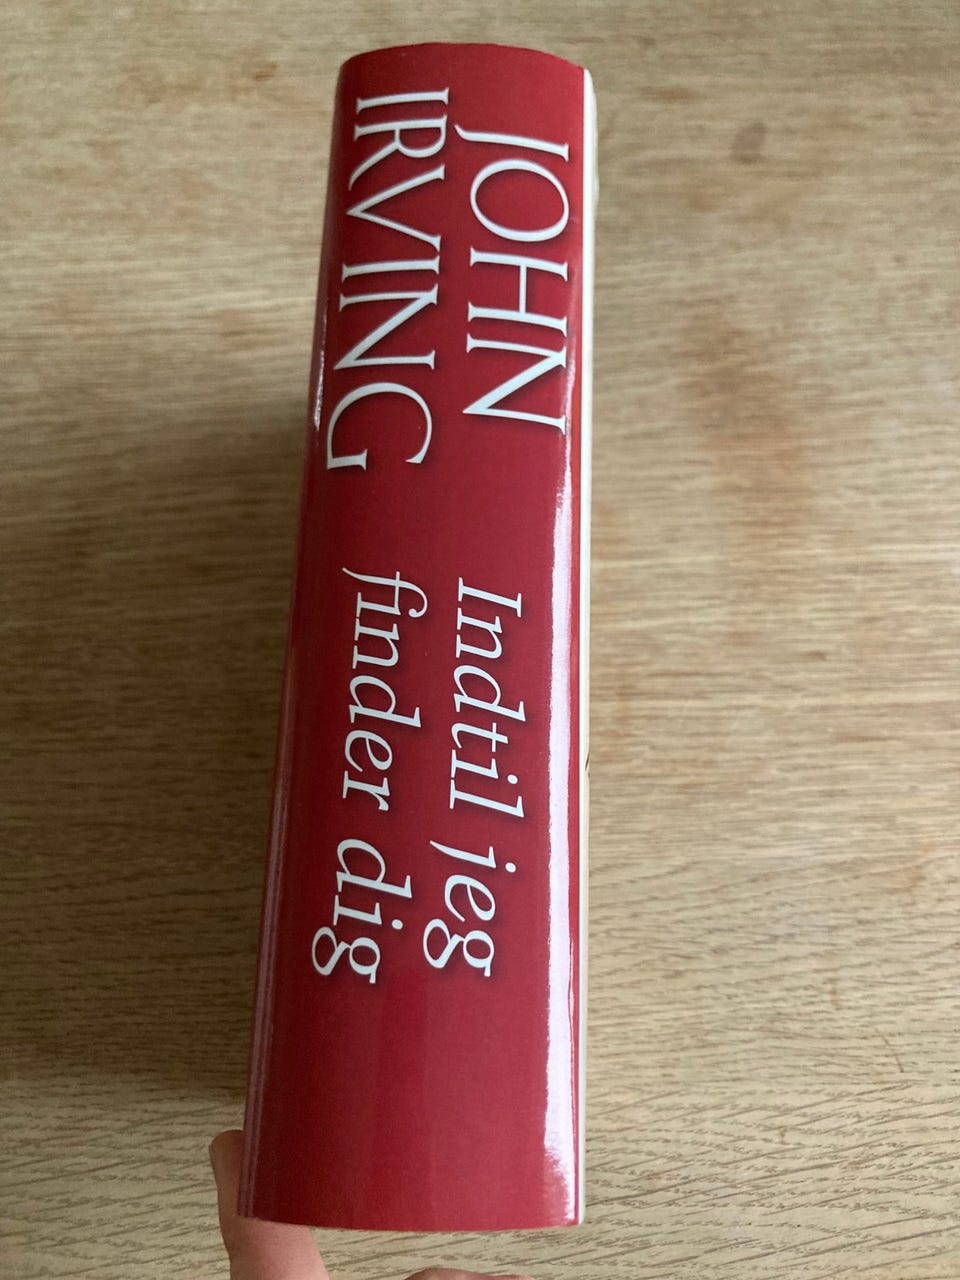 JOHN
IRVING
Indtil jeg
finder dig